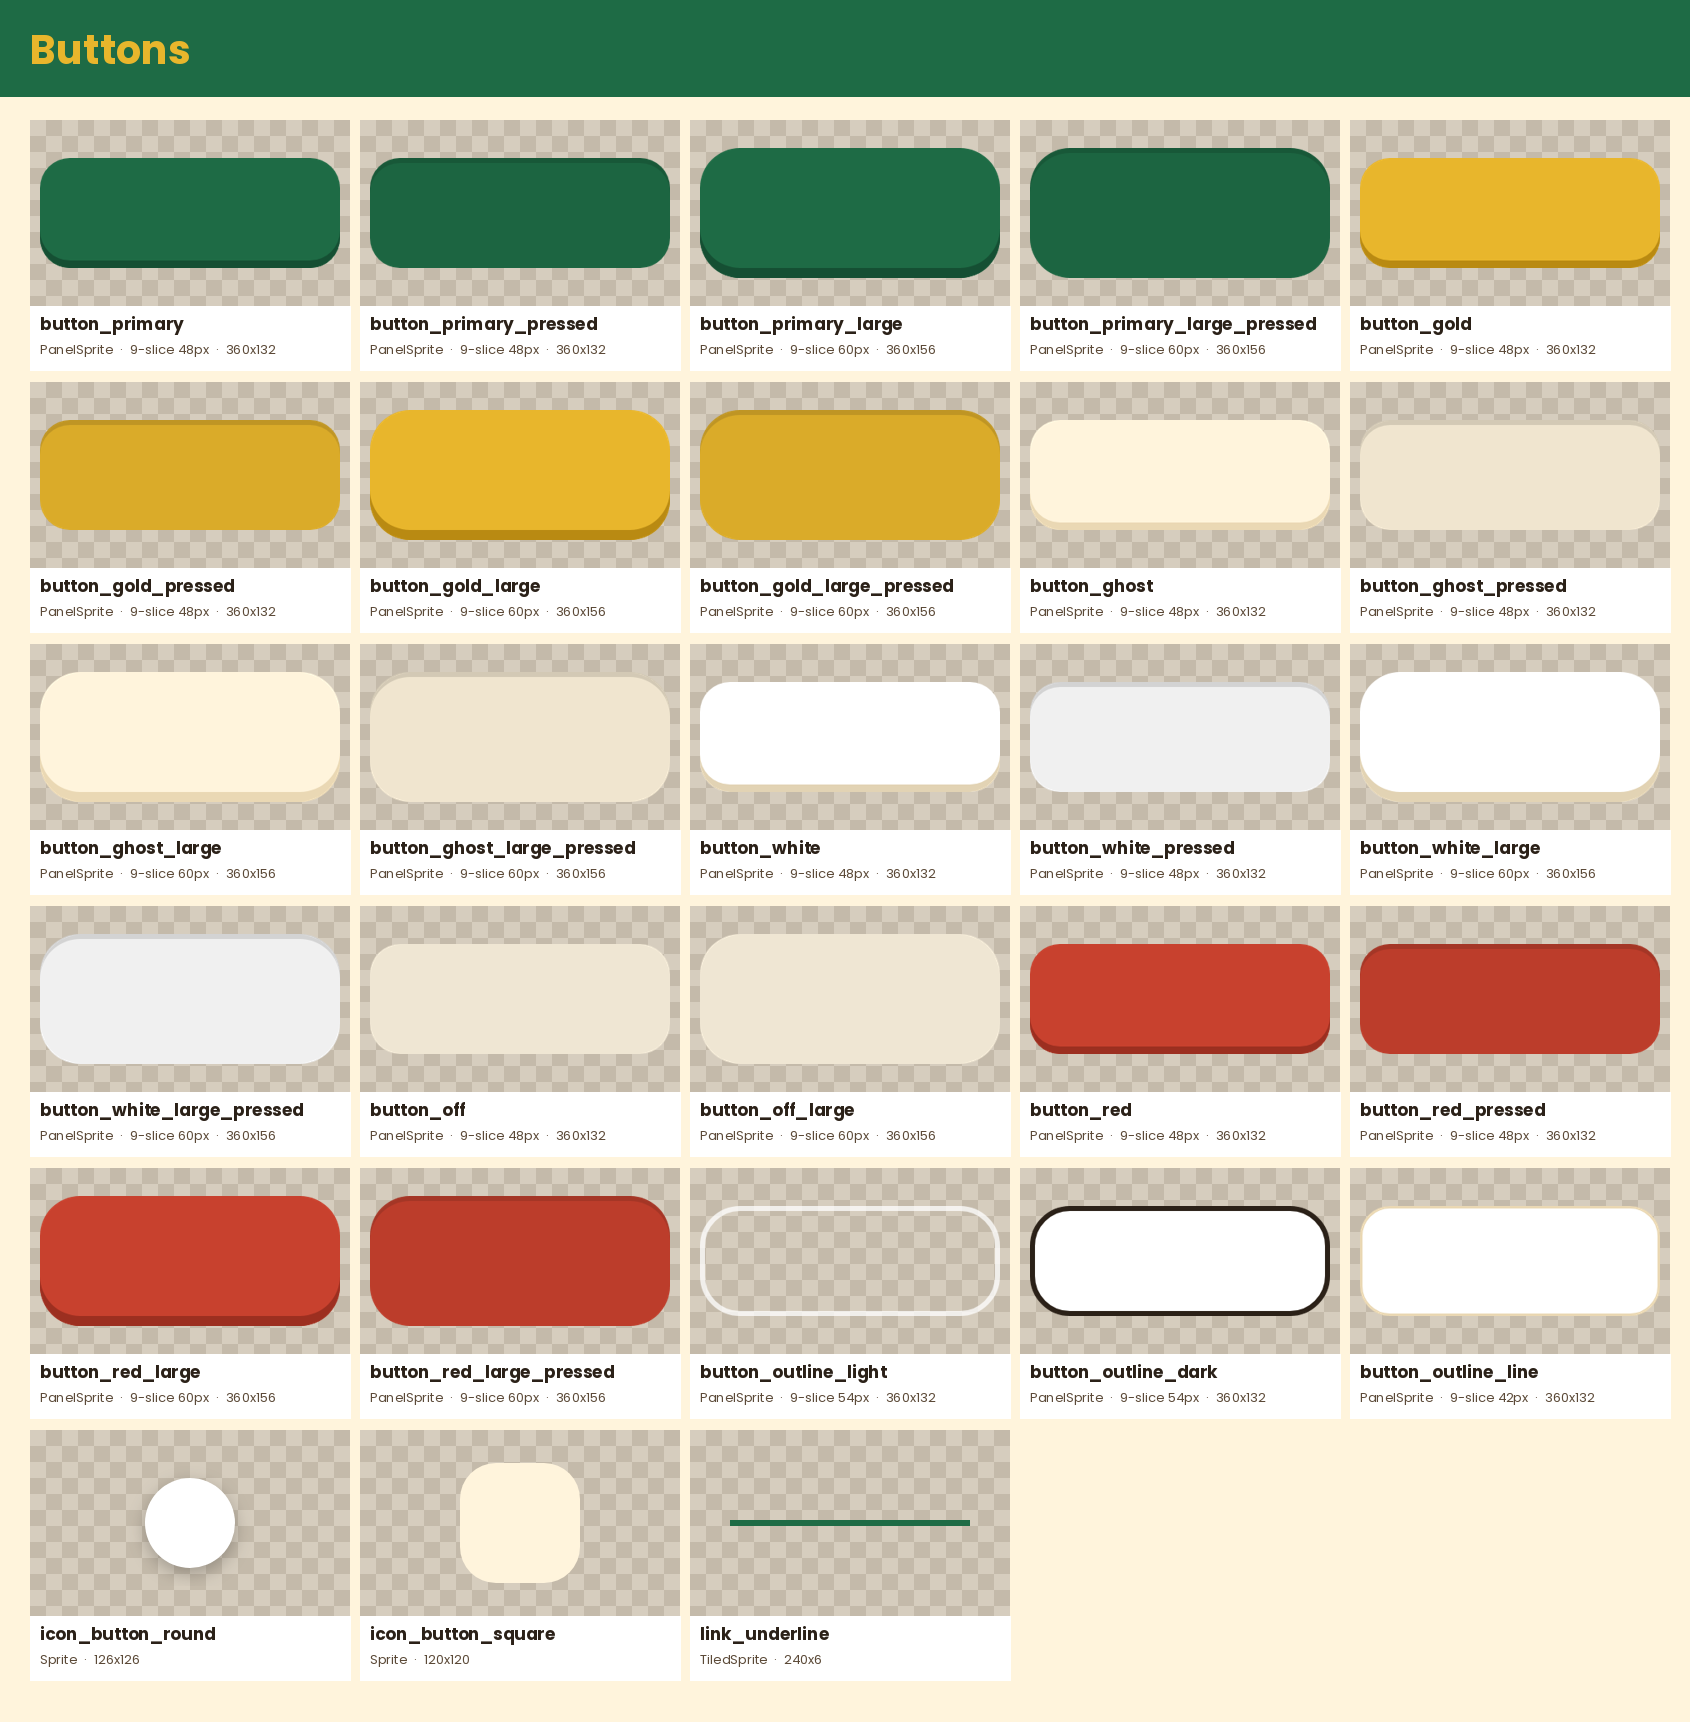 Buttons
button_primary
PanelSprite · 9-slice 48px · 360x132
button_primary_pressed
PanelSprite · 9-slice 48px · 360x132
button_primary_large
PanelSprite · 9-slice 60px · 360x156
button_primary_large_pressed
PanelSprite · 9-slice 60px · 360x156
button_gold
PanelSprite · 9-slice 48px · 360x132
button_gold_pressed
PanelSprite · 9-slice 48px · 360x132
button_gold_large
PanelSprite · 9-slice 60px · 360x156
button_gold_large_pressed
PanelSprite · 9-slice 60px · 360x156
button_ghost
PanelSprite · 9-slice 48px · 360x132
button_ghost_pressed
PanelSprite · 9-slice 48px · 360x132
button_ghost_large
PanelSprite · 9-slice 60px · 360x156
button_ghost_large_pressed
PanelSprite · 9-slice 60px · 360x156
button_white
PanelSprite · 9-slice 48px · 360x132
button_white_pressed
PanelSprite · 9-slice 48px · 360x132
button_white_large
PanelSprite · 9-slice 60px · 360x156
button_white_large_pressed
PanelSprite · 9-slice 60px · 360x156
button_off
PanelSprite · 9-slice 48px · 360x132
button_off_large
PanelSprite · 9-slice 60px · 360x156
button_red
PanelSprite · 9-slice 48px · 360x132
button_red_pressed
PanelSprite · 9-slice 48px · 360x132
button_red_large
PanelSprite · 9-slice 60px · 360x156
button_red_large_pressed
PanelSprite · 9-slice 60px · 360x156
button_outline_light
PanelSprite · 9-slice 54px · 360x132
button_outline_dark
PanelSprite · 9-slice 54px · 360x132
button_outline_line
PanelSprite · 9-slice 42px · 360x132
icon_button_round
Sprite · 126x126
icon_button_square
Sprite · 120x120
link_underline
TiledSprite · 240x6